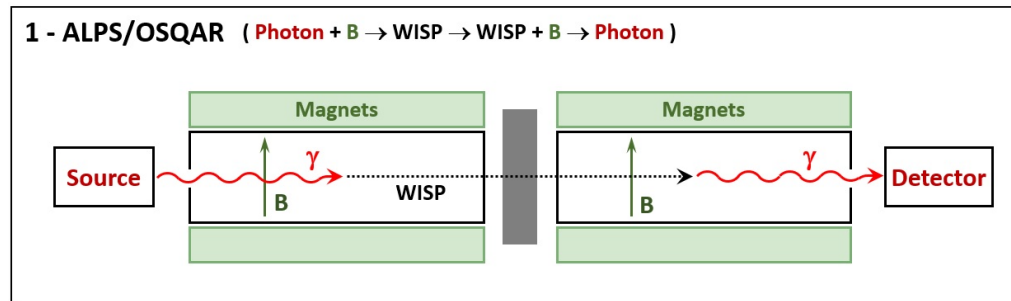 1 - ALPS/OSQAR ( Photon + B → WISP → WISP + B → Photon )
Magnets Magnets
Source γ B WISP B γ Detector